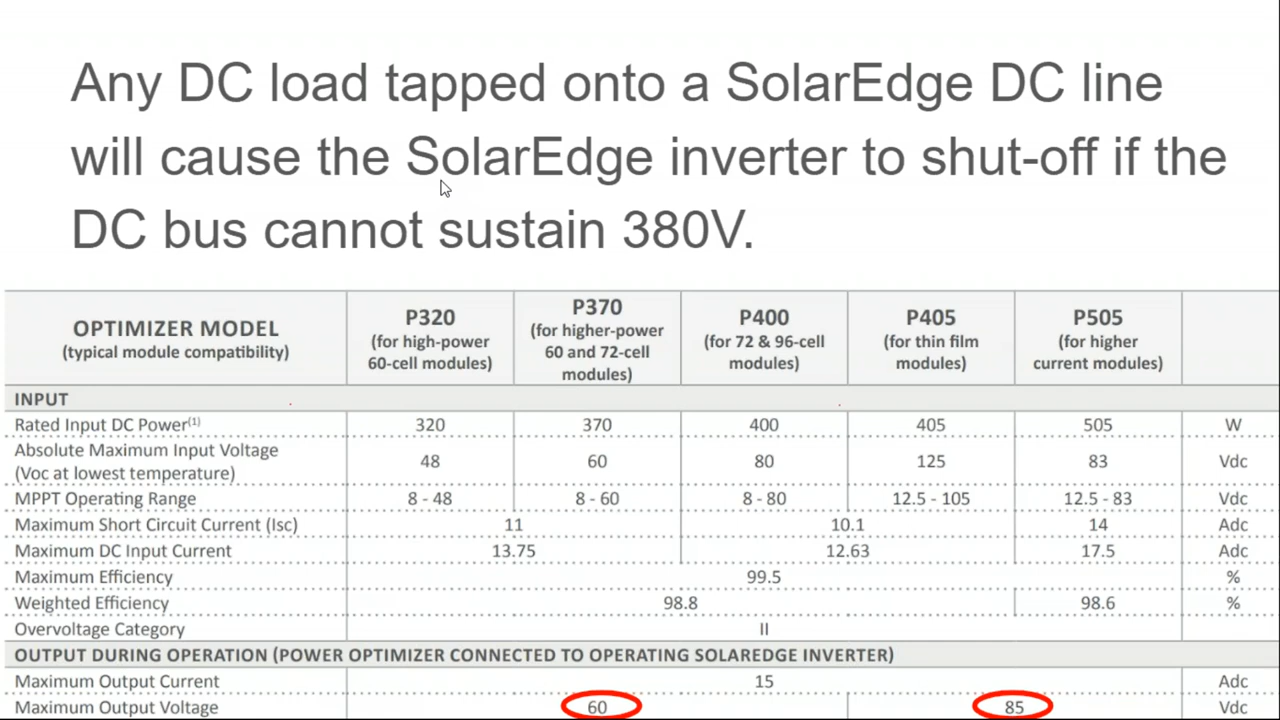 Any DC load tapped onto a SolarEdge DC line
will cause the SolarEdge inverter to shut-off if the
DC bus cannot sustain 380V.
OPTIMIZER MODEL
(typical module compatibility)
P320
(for high-power
60-cell modules)
P370
(for higher-power
60 and 72-cell
modules)
P400
(for 72 & 96-cell
modules)
P405
(for thin film
modules)
P505
(for higher
current modules)
INPUT
Rated Input DC Power(1) 320 370 400 405 505 W
Absolute Maximum Input Voltage
(Voc at lowest temperature) 48 60 80 125 83 Vdc
MPPT Operating Range 8 - 48 8 - 60 8 - 80 12.5 - 105 12.5 - 83 Vdc
Maximum Short Circuit Current (Isc) 11 10.1 14 Adc
Maximum DC Input Current 13.75 12.63 17.5 Adc
Maximum Efficiency 99.5 %
Weighted Efficiency 98.8 98.6 %
Overvoltage Category II
OUTPUT DURING OPERATION (POWER OPTIMIZER CONNECTED TO OPERATING SOLAREDGE INVERTER)
Maximum Output Current 15 Adc
Maximum Output Voltage 60 85 Vdc